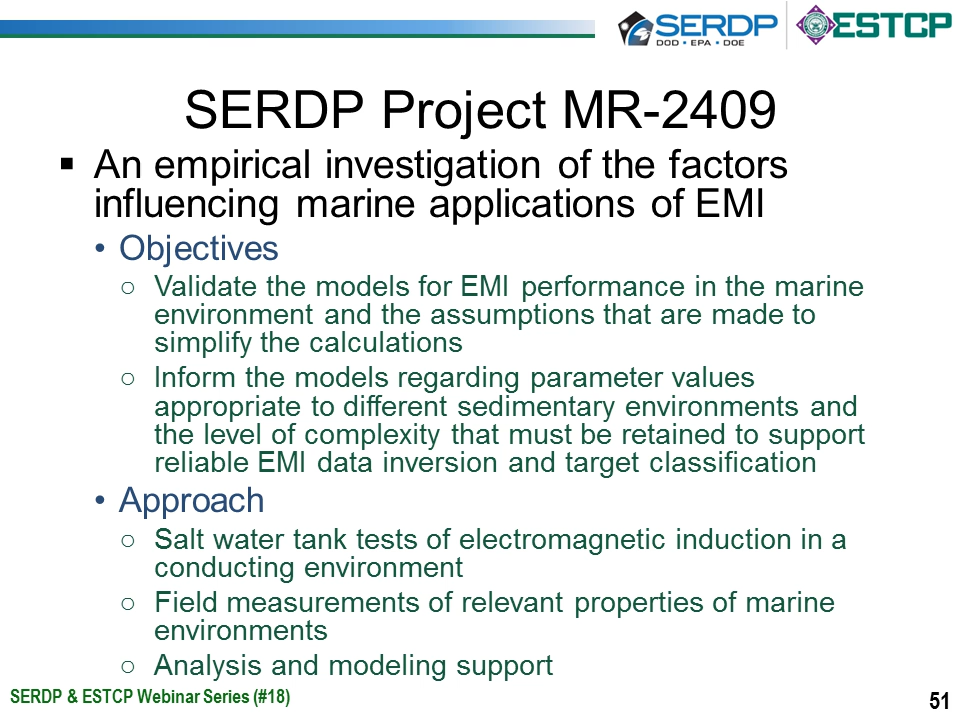 SERDP
DOD • EPA • DOE
ESTCP
SERDP Project MR-2409
▪ An empirical investigation of the factors
influencing marine applications of EMI
• Objectives
○ Validate the models for EMI performance in the marine
environment and the assumptions that are made to
simplify the calculations
○ Inform the models regarding parameter values
appropriate to different sedimentary environments and
the level of complexity that must be retained to support
reliable EMI data inversion and target classification
• Approach
○ Salt water tank tests of electromagnetic induction in a
conducting environment
○ Field measurements of relevant properties of marine
environments
○ Analysis and modeling support
SERDP & ESTCP Webinar Series (#18)
51